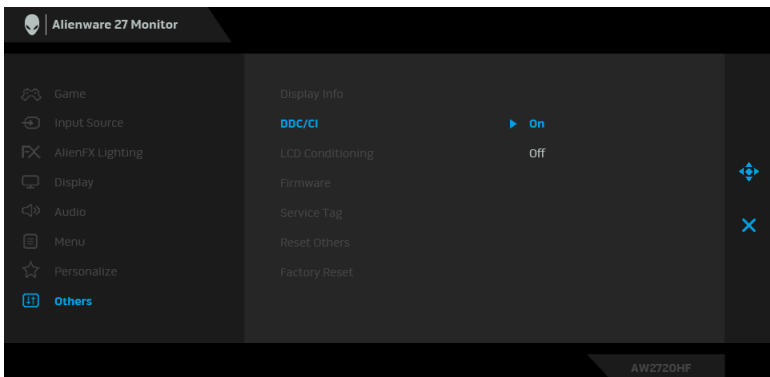 Alienware 27 Monitor
Game
Input Source
AlienFX Lighting
Display
Audio
Menu
Personalize
Others
Display Info
DDC/CI On
LCD Conditioning Off
Firmware
Service Tag
Reset Others
Factory Reset
AW2720HF